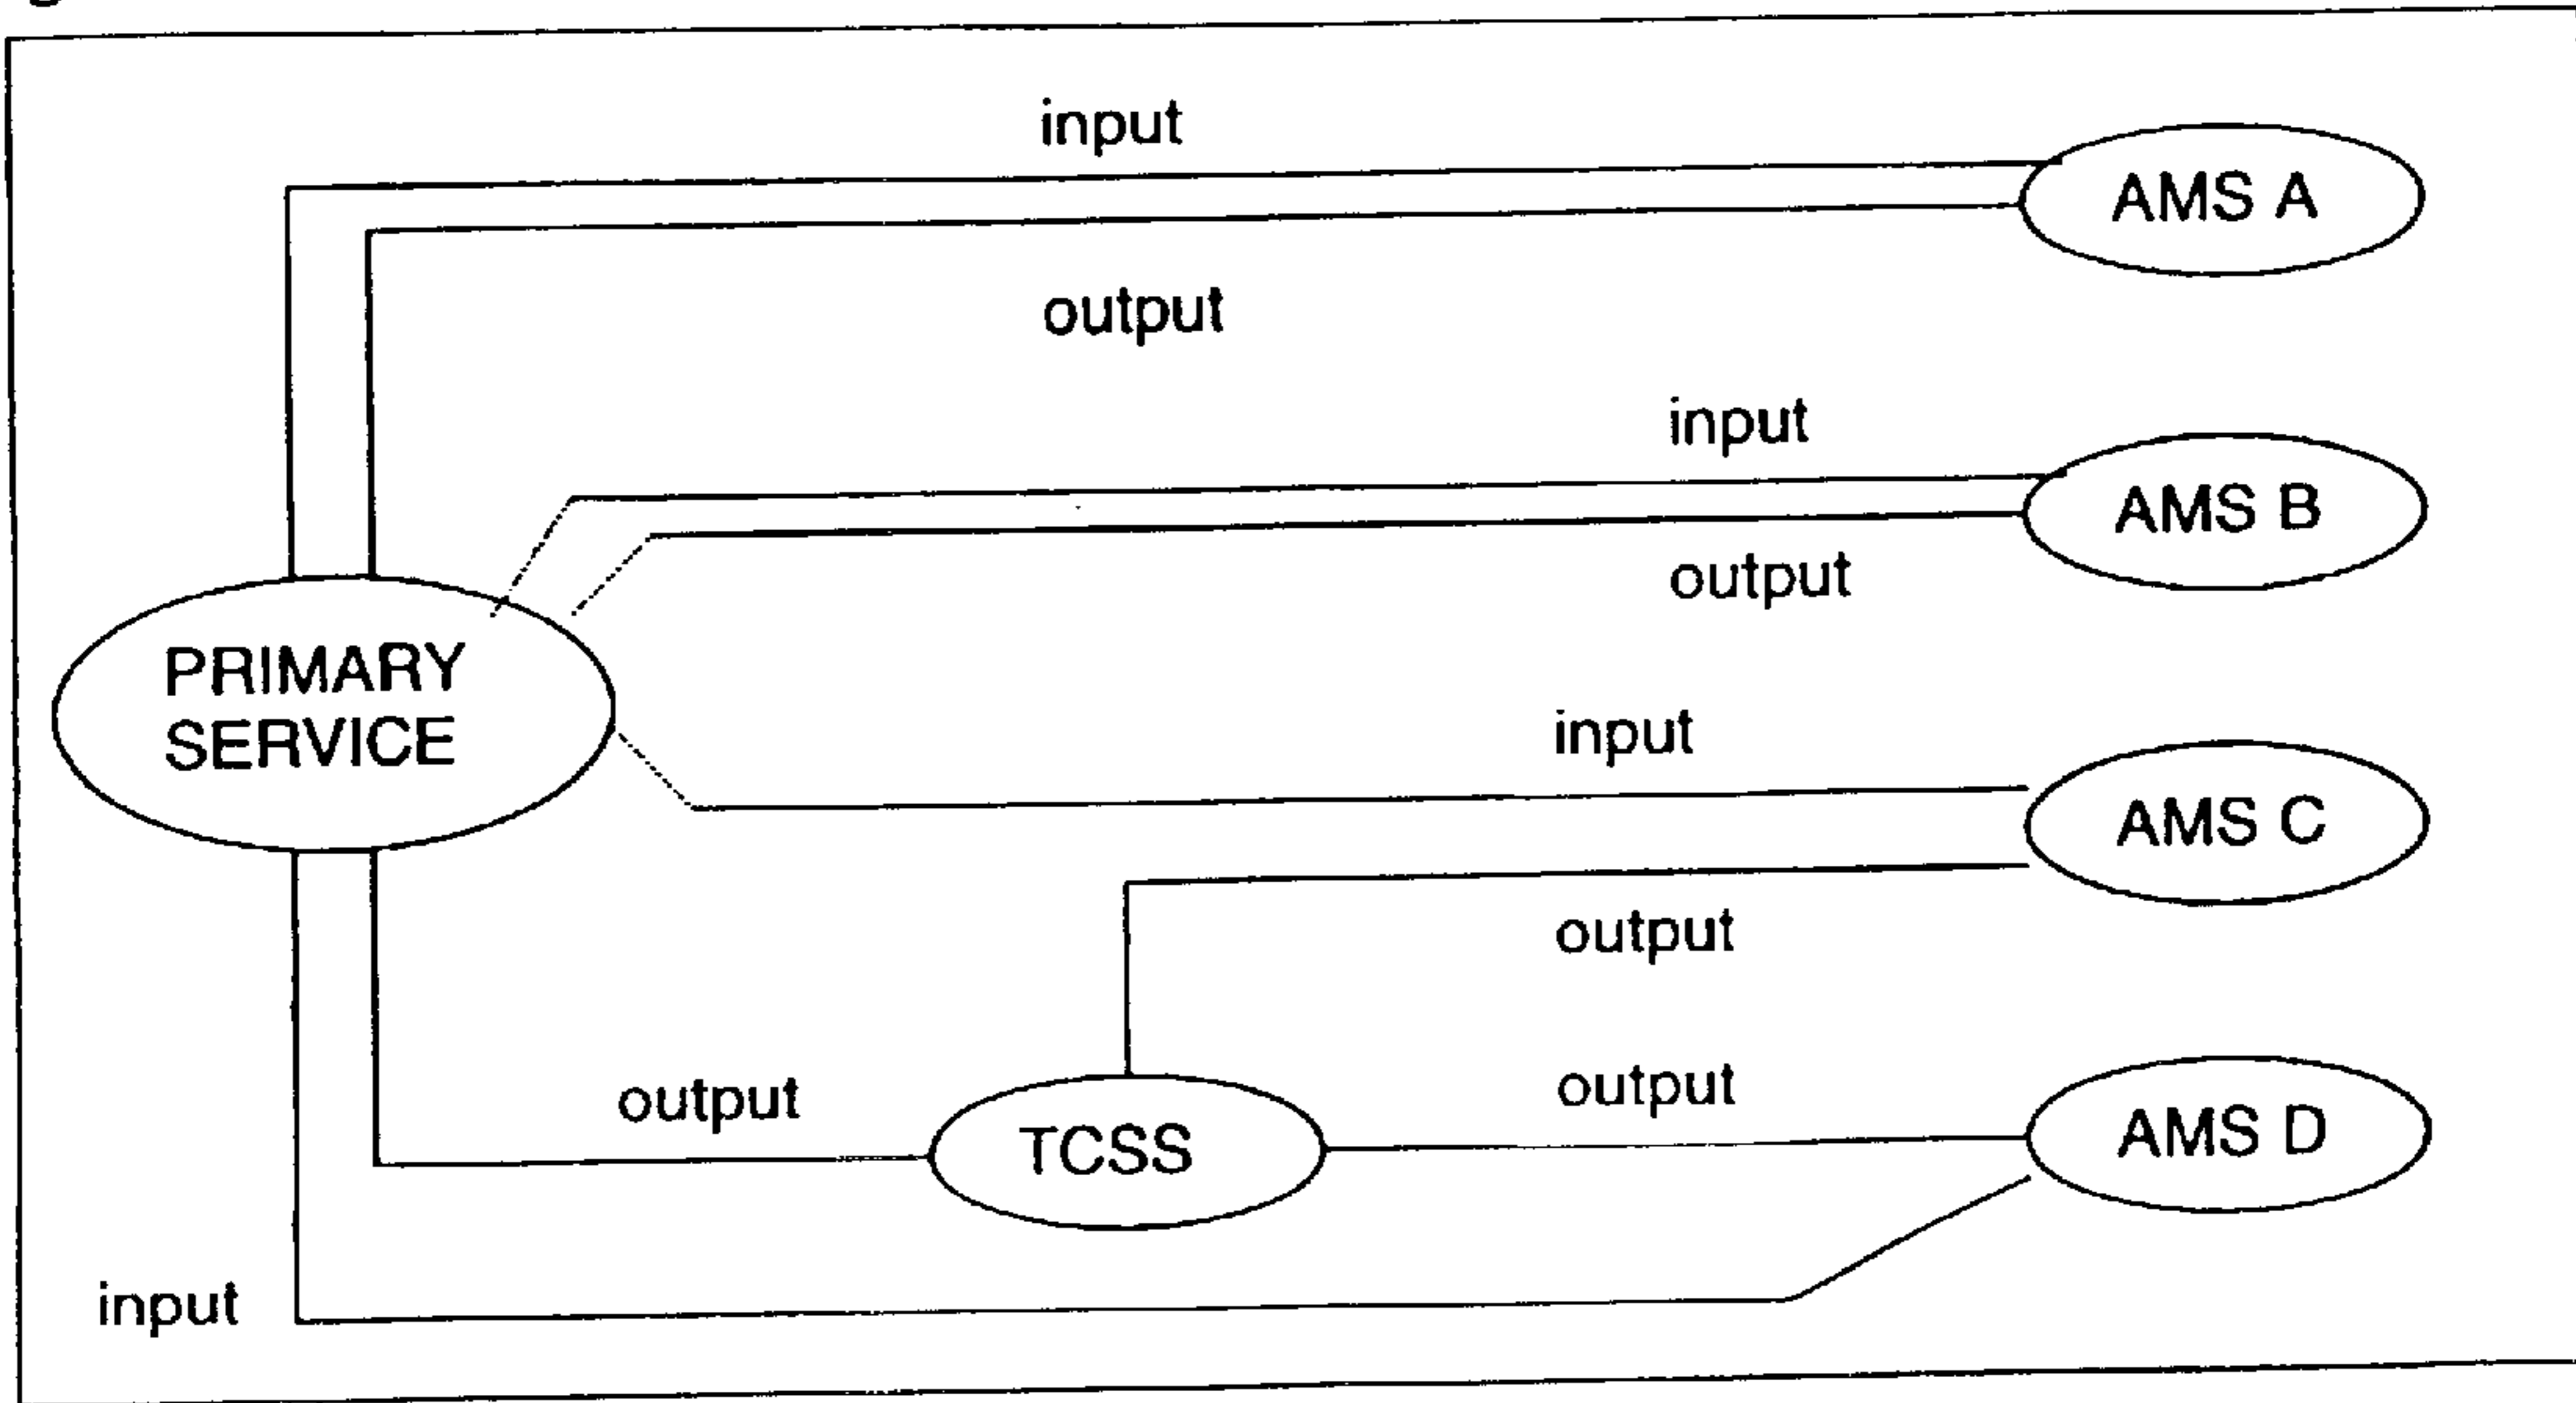 input
AMS A
output
input
AMS B
output
PRIMARY
SERVICE
input
AMS C
output
output
output
TCSS
AMS D
input